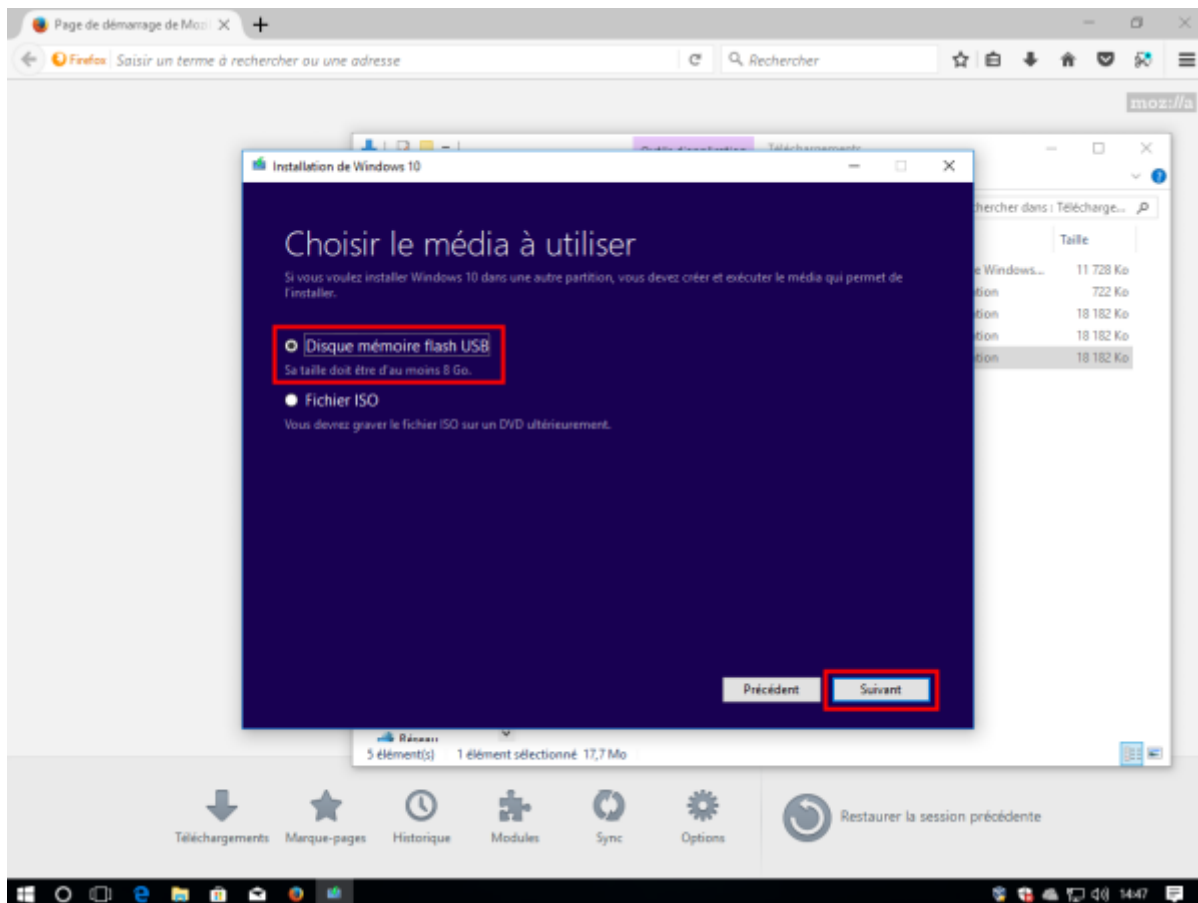 Page de démarrage de Mozi
Firefox Saisir un terme à rechercher ou une adresse
Rechercher
moz://a
Téléchargements
Installation de Windows 10
Choisir le média à utiliser
Si vous voulez installer Windows 10 dans une autre partition, vous devez créer et exécuter le média qui permet de
l'installer.
Disque mémoire flash USB
Sa taille doit être d'au moins 8 Go.
Fichier ISO
Vous devrez graver le fichier ISO sur un DVD ultérieurement.
Précédent Suivant
hercher dans : Télécharge...
Taille
e Windows... 11 728 Ko
tion 722 Ko
tion 18 182 Ko
tion 18 182 Ko
tion 18 182 Ko
Réseau
5 élément(s) 1 élément sélectionné 17,7 Mo
Téléchargements Marque-pages Historique Modules Sync Options
Restaurer la session précédente
14:47